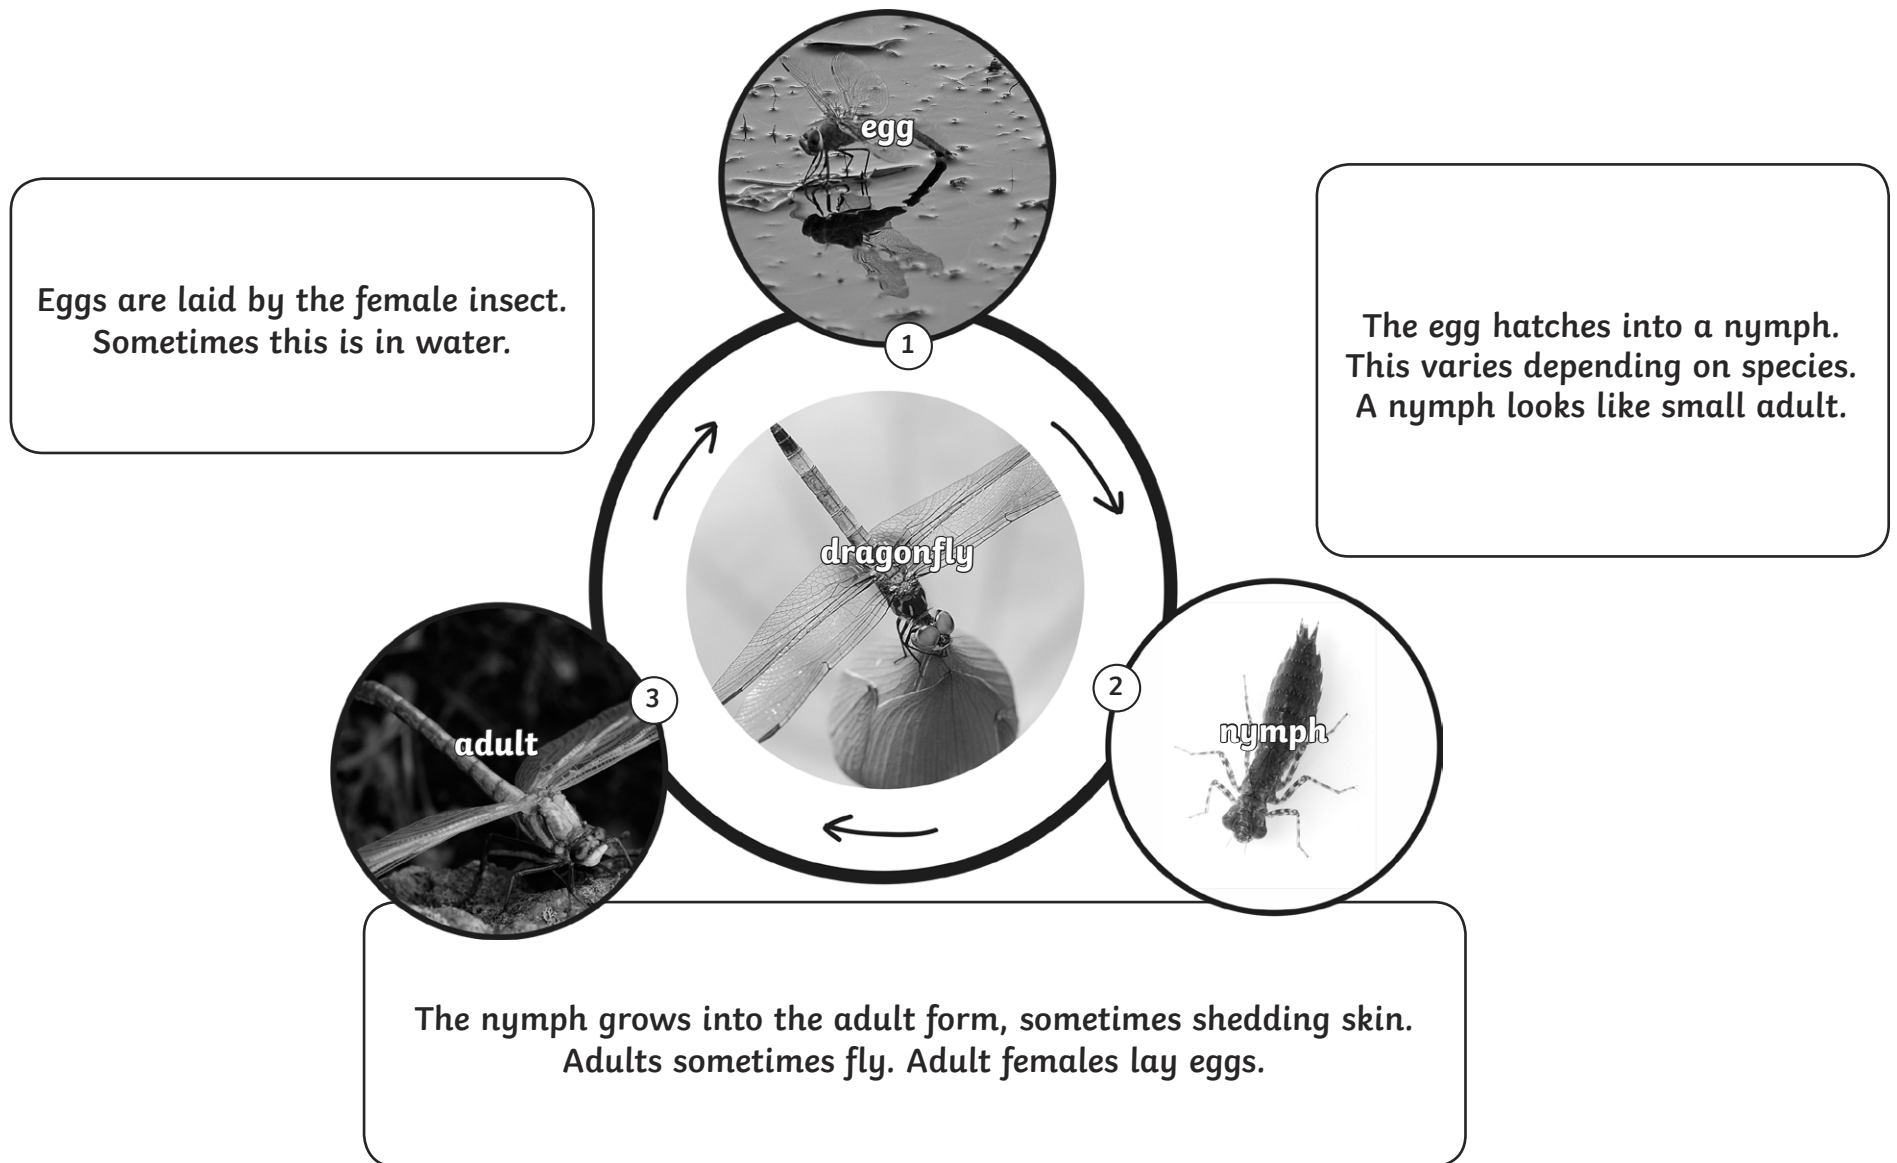 egg
1
Eggs are laid by the female insect.
Sometimes this is in water.
The egg hatches into a nymph.
This varies depending on species.
A nymph looks like small adult.
dragonfly
2
nymph
3
adult
The nymph grows into the adult form, sometimes shedding skin.
Adults sometimes fly. Adult females lay eggs.